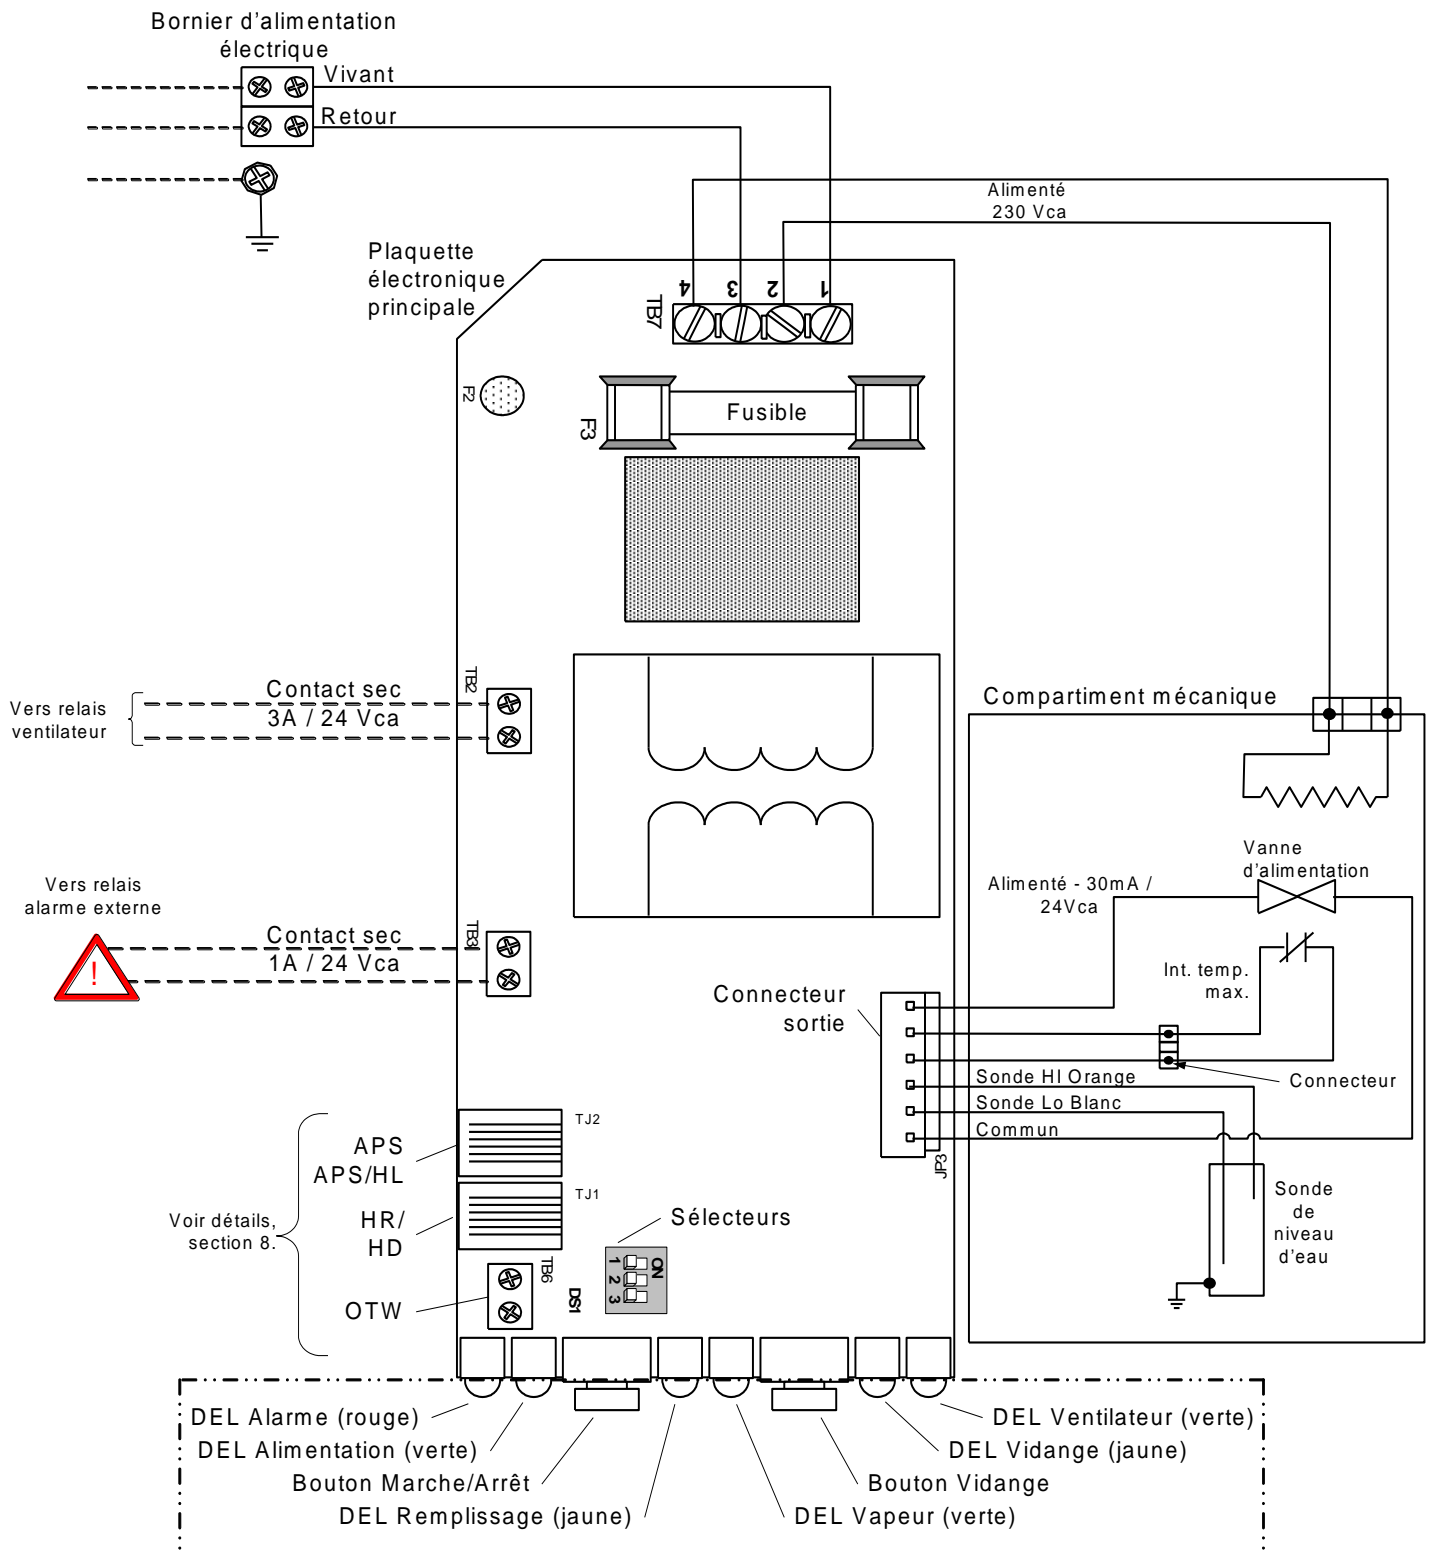 Bornier d'alimentation
électrique
Vivant
Retour
Alimenté
230 Vca
Plaquette
électronique
principale
4
3
2
1
TB7
F2
F3
Fusible
TB2
Contact sec
3A / 24 Vca
Vers relais
ventilateur
Compartiment mécanique
Vanne
d'alimentation
Alimenté - 30mA /
24Vca
Vers relais
alarme externe
!
TB3
Contact sec
1A / 24 Vca
Int. temp.
max.
Connecteur
sortie
Connecteur
Sonde HI Orange
Sonde Lo Blanc
Commun
JP3
TJ2
APS
APS/HL
TJ1
HR/
HD
Voir détails,
section 8.
Sélecteurs
Sonde
de
niveau
d'eau
TB6
OTW
DS1
1
2
3
ON
DEL Alarme (rouge)
DEL Ventilateur (verte)
DEL Alimentation (verte)
DEL Vidange (jaune)
Bouton Marche/Arrêt
Bouton Vidange
DEL Remplissage (jaune)
DEL Vapeur (verte)